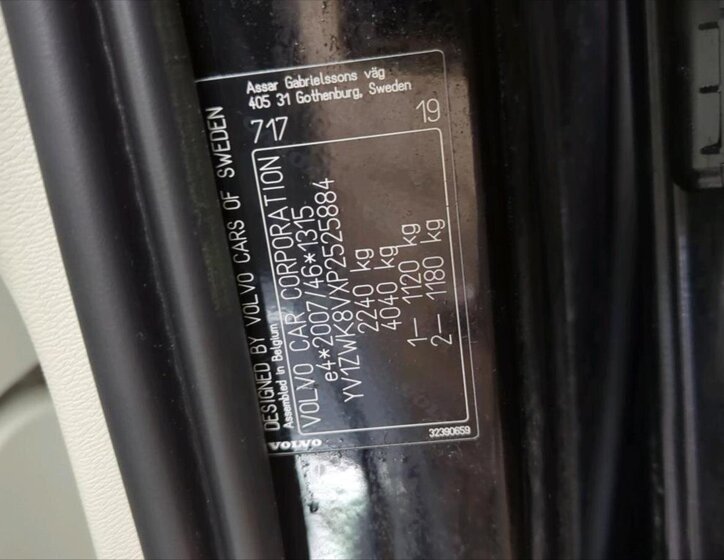 Assar Gabrielssons väg
405 31 Gothenburg, Sweden
717 19
DESIGNED BY VOLVO CARS OF SWEDEN
Assembled in Belgium
VOLVO CAR CORPORATION
e4*2007/46*1315
YV1ZWK8VXP2525884
2240 kg
4040 kg
1– 1120 kg
2– 1180 kg
VOLVO
32390659